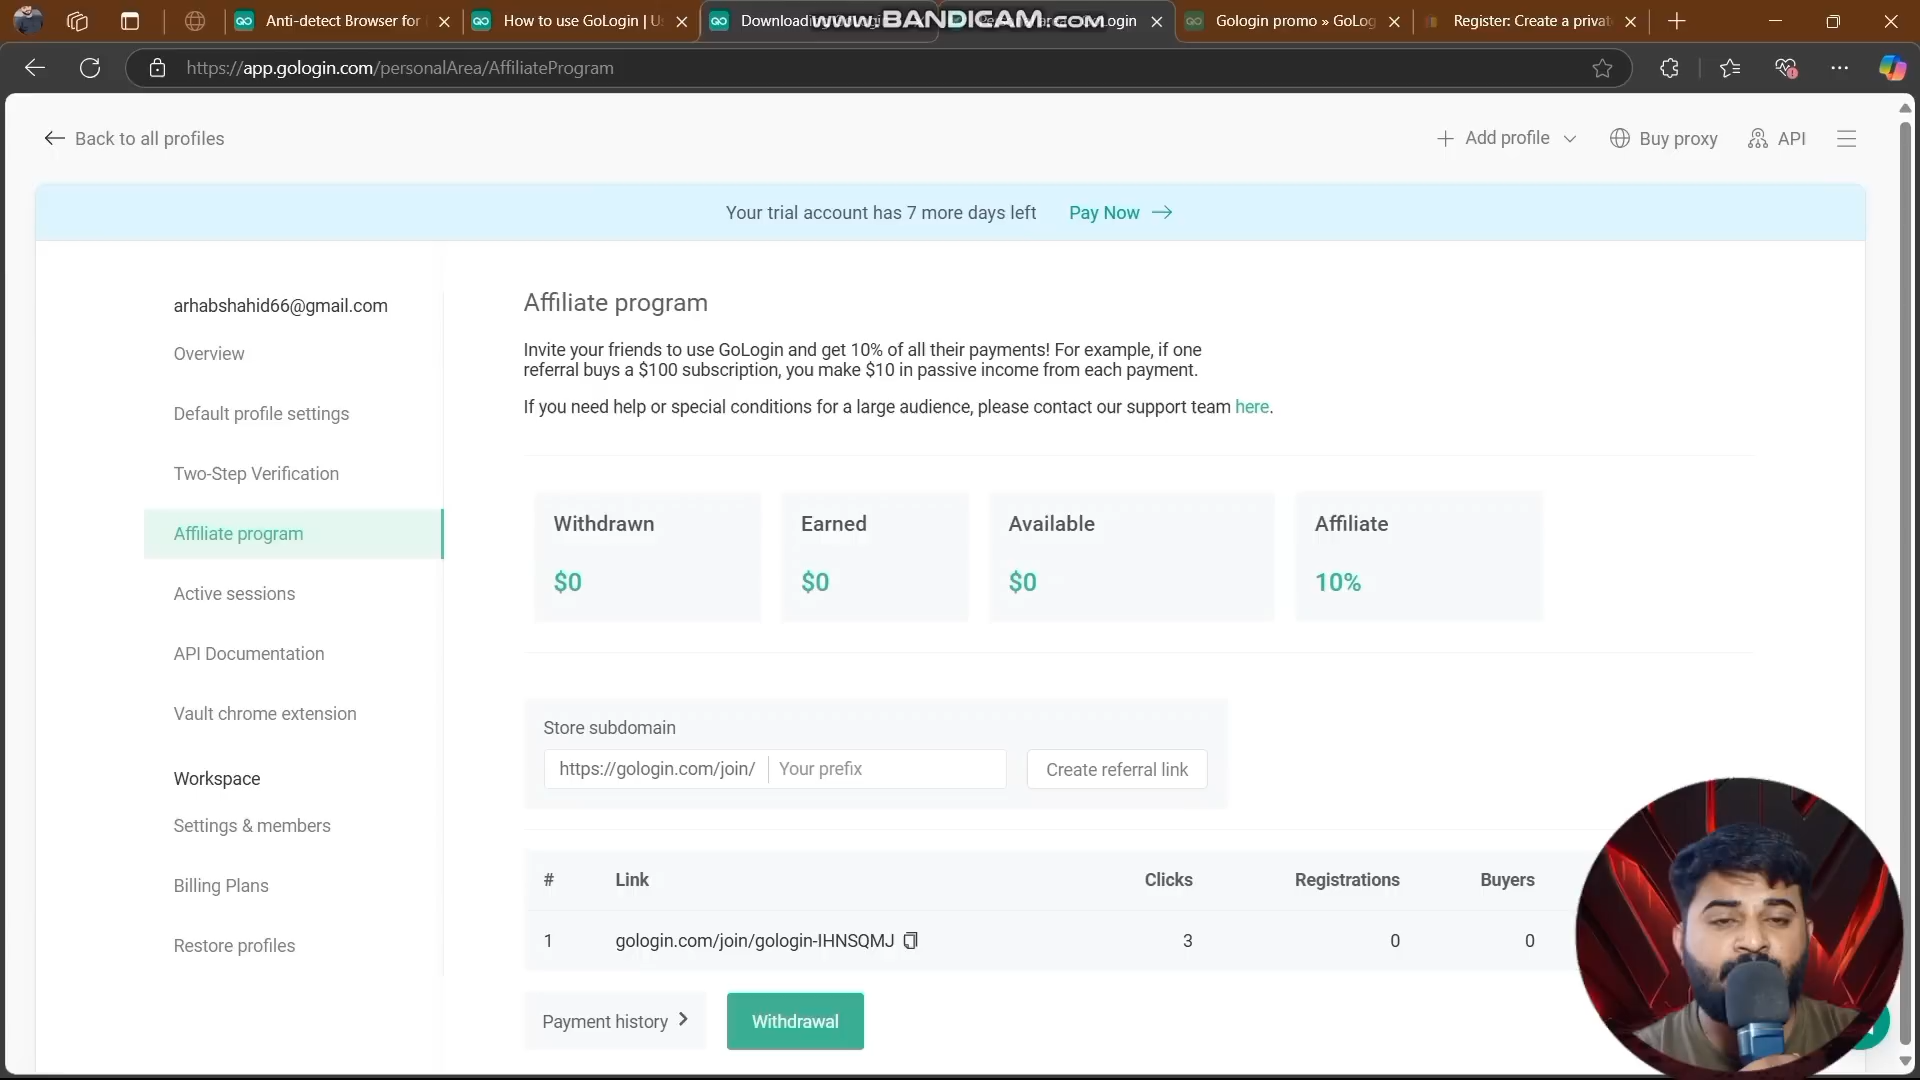 Anti-detect Browser for
How to use GoLogin | U
Downloading
www.BANDICAM.com
Login
Gologin promo » GoLog
Register: Create a privat
https://app.gologin.com/personalArea/AffiliateProgram
Back to all profiles
Add profile
Buy proxy
API
Your trial account has 7 more days left
Pay Now
arhabshahid66@gmail.com
Overview
Default profile settings
Two-Step Verification
Affiliate program
Active sessions
API Documentation
Vault chrome extension
Workspace
Settings & members
Billing Plans
Restore profiles
Affiliate program
Invite your friends to use GoLogin and get 10% of all their payments! For example, if one
referral buys a $100 subscription, you make $10 in passive income from each payment.
If you need help or special conditions for a large audience, please contact our support team here.
Withdrawn
Earned
Available
Affiliate
$0
$0
$0
10%
Store subdomain
https://gologin.com/join/
Your prefix
Create referral link
# Link Clicks Registrations Buyers
1 gologin.com/join/gologin-IHNSQMJ 3 0 0
Payment history
Withdrawal